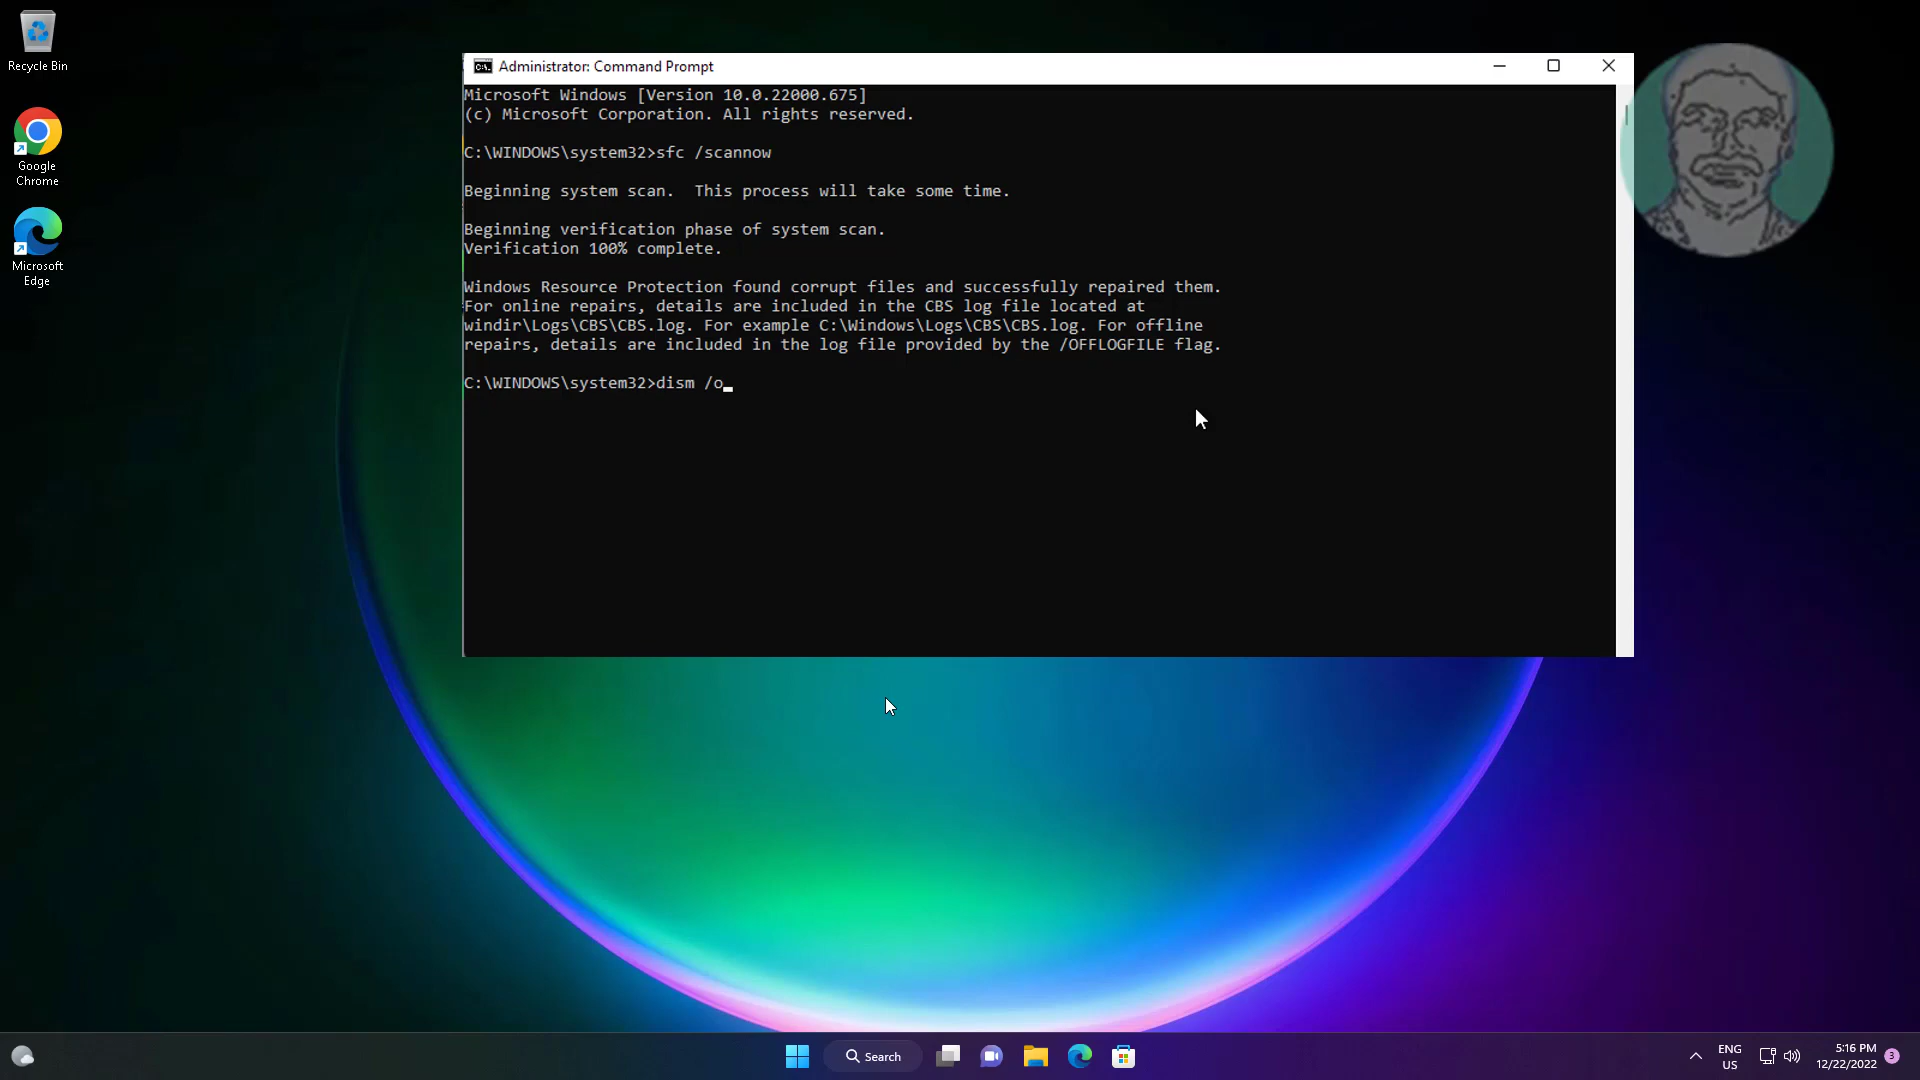 Recycle Bin
Google
Chrome
Microsoft
Edge
Administrator: Command Prompt
Microsoft Windows [Version 10.0.22000.675]
(c) Microsoft Corporation. All rights reserved.
C:\WINDOWS\system32>sfc /scannow
Beginning system scan.  This process will take some time.
Beginning verification phase of system scan.
Verification 100% complete.
Windows Resource Protection found corrupt files and successfully repaired them.
For online repairs, details are included in the CBS log file located at
windir\Logs\CBS\CBS.log. For example C:\Windows\Logs\CBS\CBS.log. For offline
repairs, details are included in the log file provided by the /OFFLOGFILE flag.
C:\WINDOWS\system32>dism /o_
Search
ENG
US
5:16 PM
12/22/2022
3